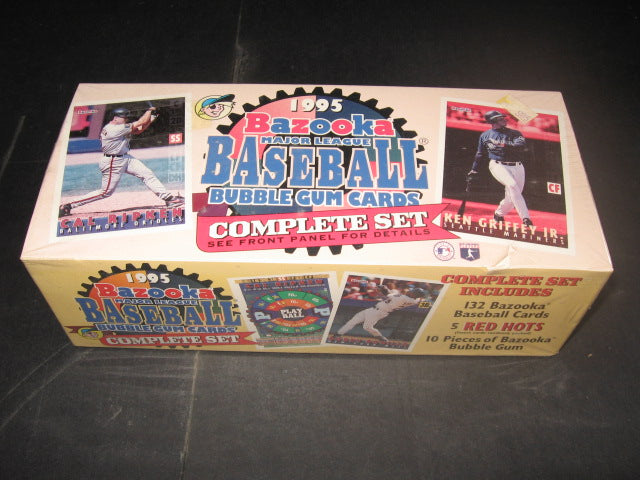 1995
Bazooka
MAJOR LEAGUE
BASEBALL®
BUBBLE GUM CARDS
COMPLETE SET
SEE FRONT PANEL FOR DETAILS
SS
CAL RIPKEN
BALTIMORE ORIOLES
CF
KEN GRIFFEY JR
SEATTLE MARINERS
1995
Bazooka
MAJOR LEAGUE
BASEBALL
BUBBLE GUM CARDS
COMPLETE SET
PLAY
BALL
COMPLETE SET
INCLUDES
132 Bazooka
Baseball Cards
5 RED HOTS
10 Pieces of Bazooka
Bubble Gum